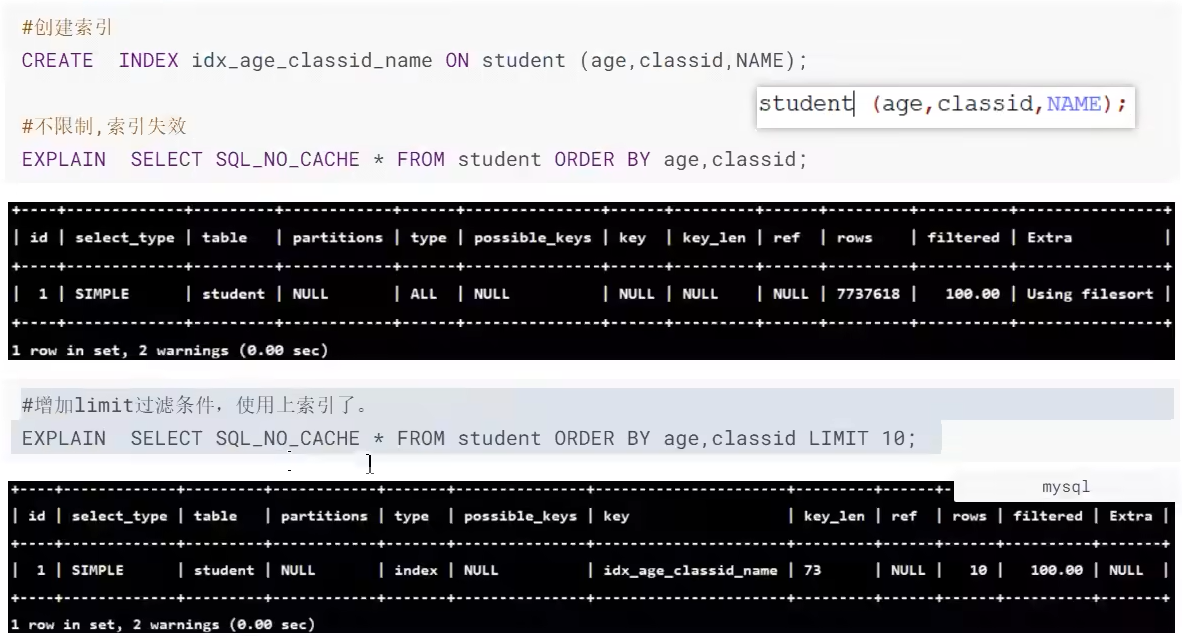 #创建索引
CREATE  INDEX idx_age_classid_name ON student (age,classid,NAME);
student (age,classid,NAME);
#不限制,索引失效
EXPLAIN  SELECT SQL_NO_CACHE * FROM student ORDER BY age,classid;
+----+-------------+---------+------------+------+---------------+------+---------+------+---------+----------+----------------+
| id | select_type | table   | partitions | type | possible_keys | key  | key_len | ref  | rows    | filtered | Extra          |
+----+-------------+---------+------------+------+---------------+------+---------+------+---------+----------+----------------+
|  1 | SIMPLE      | student | NULL       | ALL  | NULL          | NULL | NULL    | NULL | 7737618 |   100.00 | Using filesort |
+----+-------------+---------+------------+------+---------------+------+---------+------+---------+----------+----------------+
1 row in set, 2 warnings (0.00 sec)
#增加limit过滤条件，使用上索引了。
EXPLAIN  SELECT SQL_NO_CACHE * FROM student ORDER BY age,classid LIMIT 10;
mysql
+----+-------------+---------+------------+-------+---------------+----------------------+---------+------+-
| id | select_type | table   | partitions | type  | possible_keys | key                  | key_len | ref  | rows | filtered | Extra |
+----+-------------+---------+------------+-------+---------------+----------------------+---------+------+------+----------+-------+
|  1 | SIMPLE      | student | NULL       | index | NULL          | idx_age_classid_name | 73      | NULL |   10 |   100.00 | NULL  |
+----+-------------+---------+------------+-------+---------------+----------------------+---------+------+------+----------+-------+
1 row in set, 2 warnings (0.00 sec)